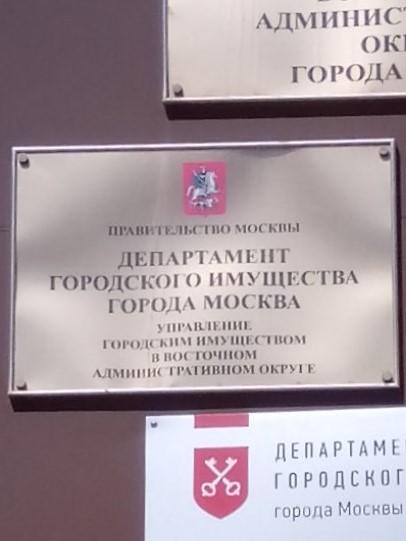 АДМИНИСТ
ОК
ГОРОДА
ПРАВИТЕЛЬСТВО МОСКВЫ
ДЕПАРТАМЕНТ
ГОРОДСКОГО ИМУЩЕСТВА
ГОРОДА МОСКВА
УПРАВЛЕНИЕ
ГОРОДСКИМ ИМУЩЕСТВОМ
В ВОСТОЧНОМ
АДМИНИСТРАТИВНОМ ОКРУГЕ
ДЕПАРТАМЕ
ГОРОДСКОГ
города Москвы